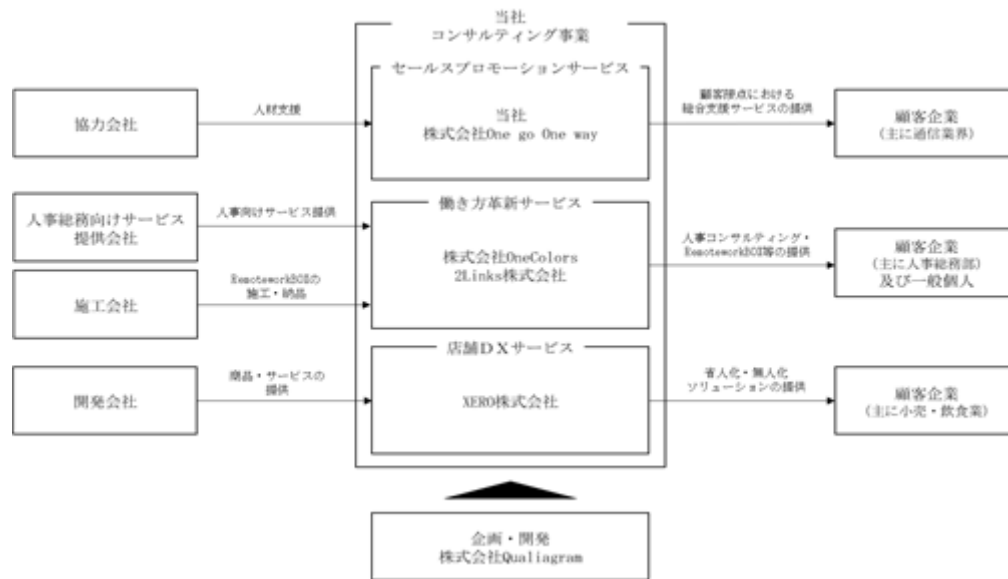 当社
コンサルティング事業
セールスプロモーションサービス
協力会社
人材支援
当社
株式会社One go One way
顧客接点における
総合支援サービスの提供
顧客企業
(主に通信業界)
働き方革新サービス
人事総務向けサービス
提供会社
人事向けサービス提供
施工会社
RemoteworkBOXの
施工・納品
株式会社OneColors
2Links株式会社
人事コンサルティング・
RemoteworkBOX等の提供
顧客企業
(主に人事総務部)
及び一般個人
店舗DXサービス
開発会社
商品・サービスの
提供
XERO株式会社
省人化・無人化
ソリューションの提供
顧客企業
(主に小売・飲食業)
企画・開発
株式会社Qualiagram